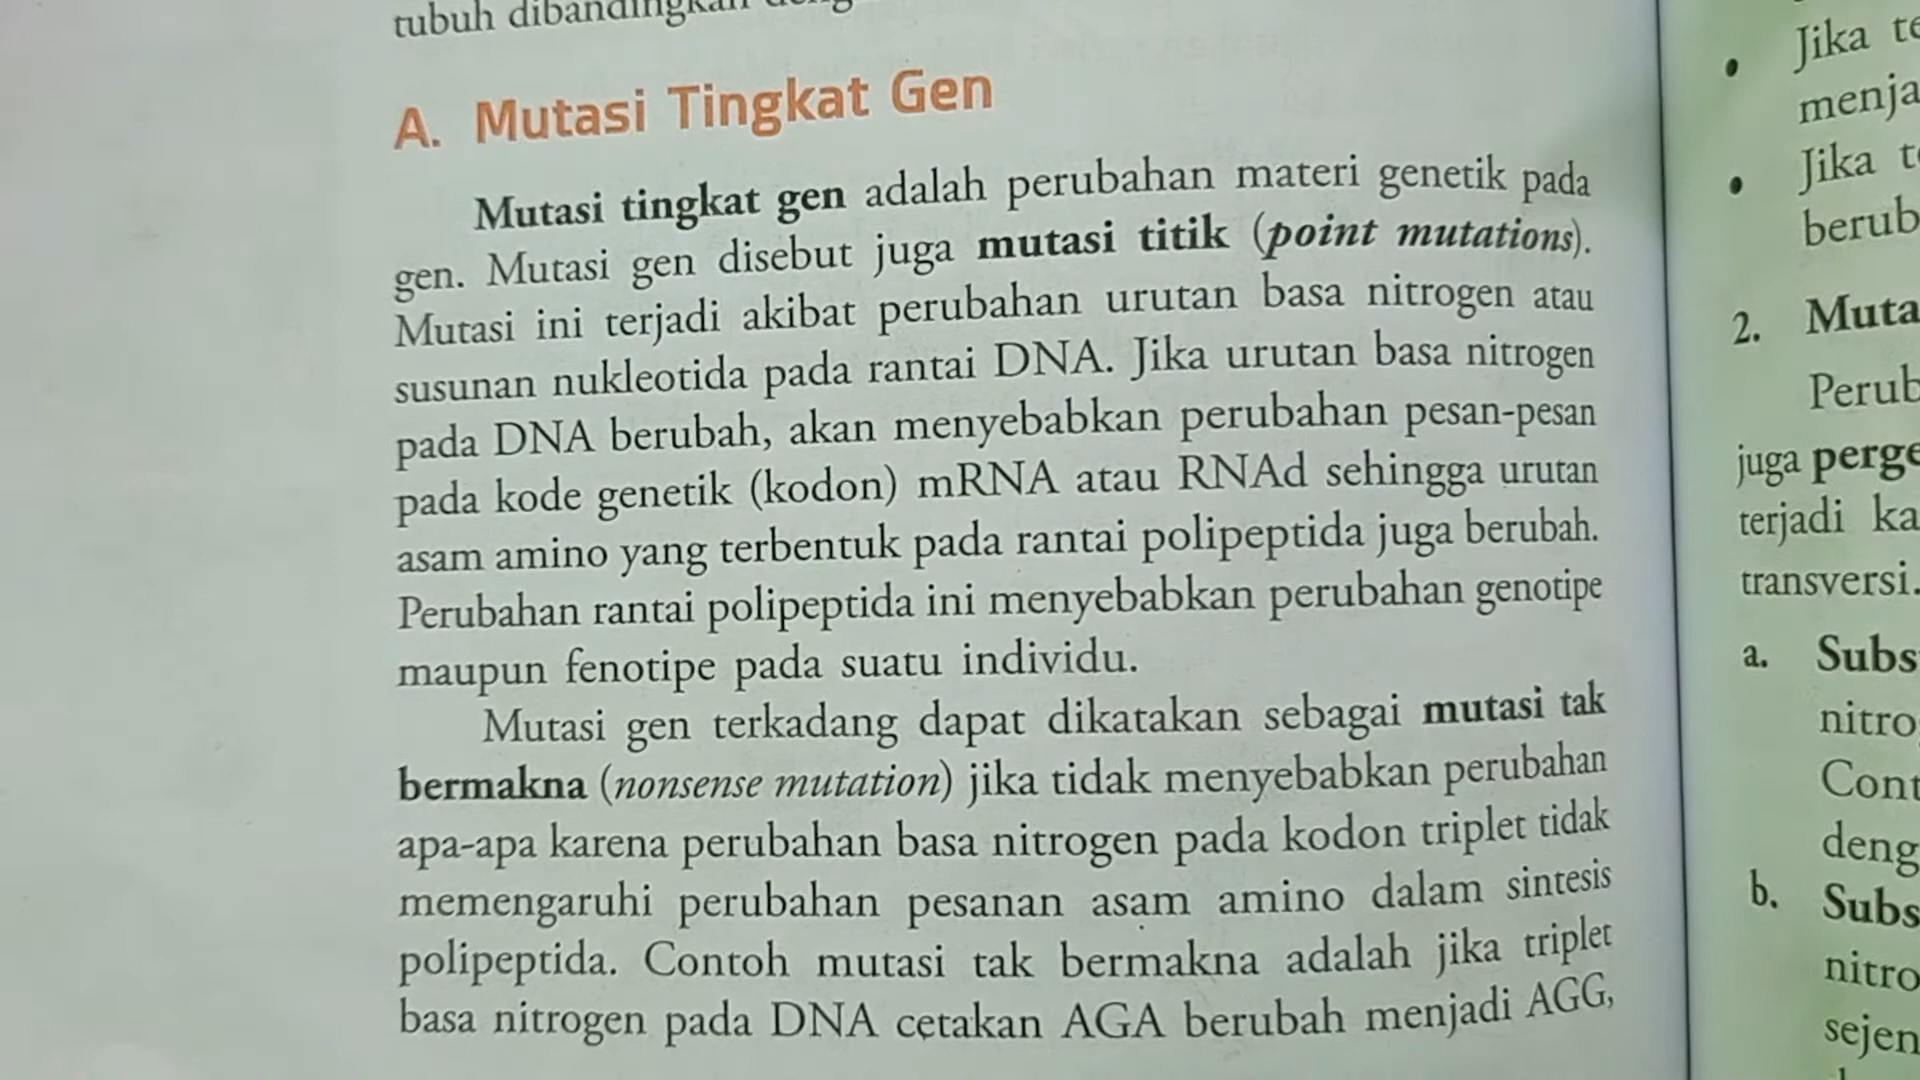 tubuh dibandingkan
A. Mutasi Tingkat Gen
Mutasi tingkat gen adalah perubahan materi genetik pada
gen. Mutasi gen disebut juga mutasi titik (point mutations).
Mutasi ini terjadi akibat perubahan urutan basa nitrogen atau
susunan nukleotida pada rantai DNA. Jika urutan basa nitrogen
pada DNA berubah, akan menyebabkan perubahan pesan-pesan
pada kode genetik (kodon) mRNA atau RNAd sehingga urutan
asam amino yang terbentuk pada rantai polipeptida juga berubah.
Perubahan rantai polipeptida ini menyebabkan perubahan genotipe
maupun fenotipe pada suatu individu.
Mutasi gen terkadang dapat dikatakan sebagai mutasi tak
bermakna (nonsense mutation) jika tidak menyebabkan perubahan
apa-apa karena perubahan basa nitrogen pada kodon triplet tidak
memengaruhi perubahan pesanan asam amino dalam sintesis
polipeptida. Contoh mutasi tak bermakna adalah jika triplet
basa nitrogen pada DNA cetakan AGA berubah menjadi AGG,
• Jika te
menja
• Jika t
berub
2. Muta
Perub
juga perge
terjadi ka
transversi.
a. Subs
nitro
Cont
deng
b. Subs
nitro
sejen